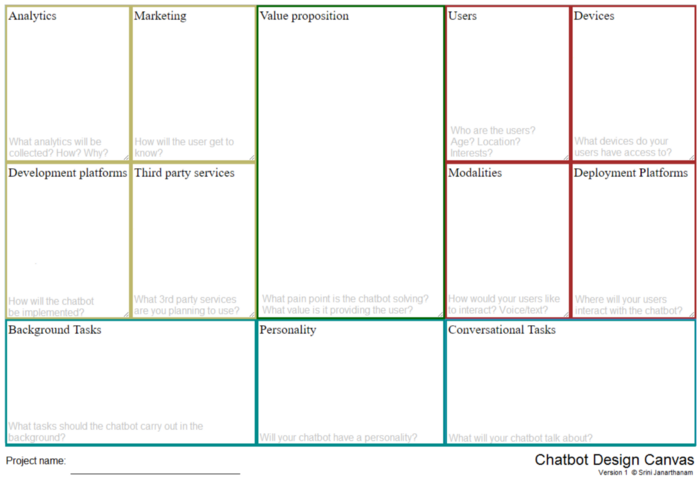 Analytics
Marketing
Value proposition
Users
Devices
What analytics will be
collected? How? Why?
How will the user get to
know?
Who are the users?
Age? Location?
Interests?
What devices do your
users have access to?
Development platforms
Third party services
Modalities
Deployment Platforms
How will the chatbot
be implemented?
What 3rd party services
are you planning to use?
What pain point is the chatbot solving?
What value is it providing the user?
How would your users like
to interact? Voice/text?
Where will your users
interact with the chatbot?
Background Tasks
Personality
Conversational Tasks
What tasks should the chatbot carry out in the
background?
Will your chatbot have a personality?
What will your chatbot talk about?
Project name:
Chatbot Design Canvas
Version 1 © Srini Janarthanam